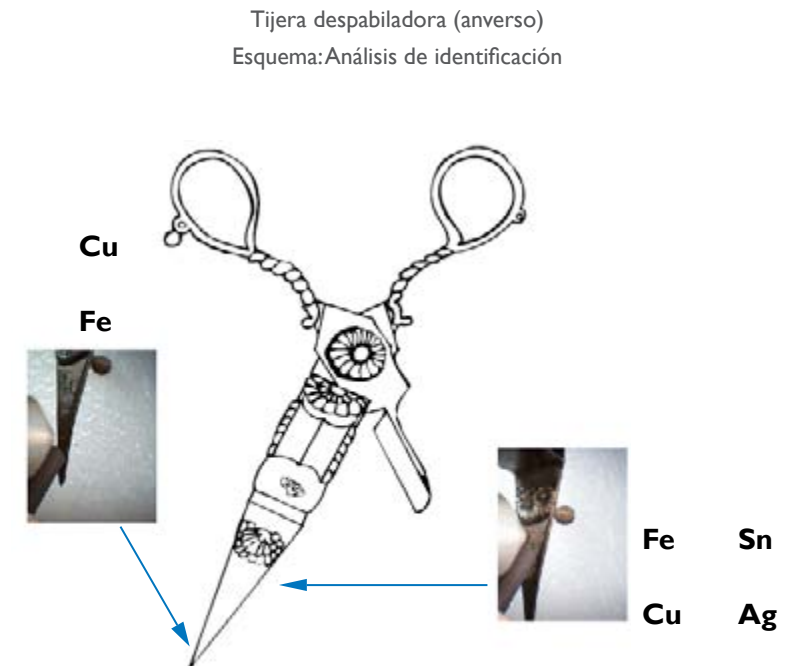 Tijera despabiladora (anverso)
Esquema: Análisis de identificación
Cu
Fe
Fe Sn
Cu Ag